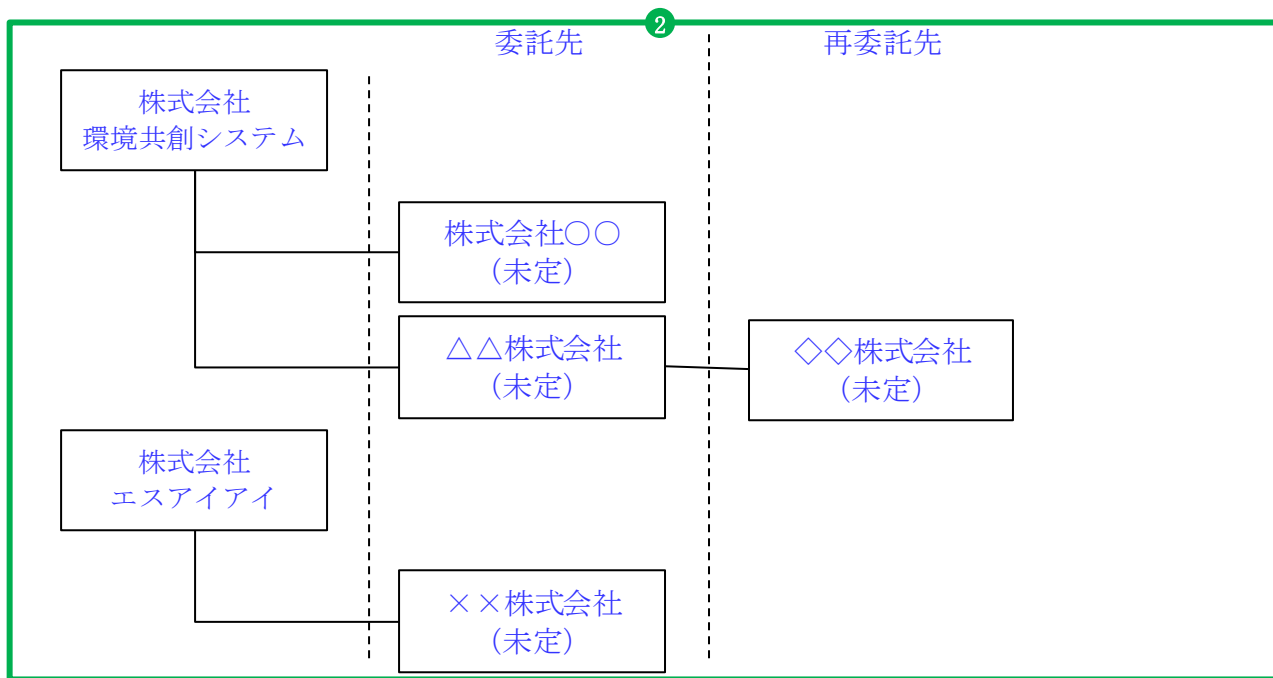 2
委託先
再委託先
株式会社
環境共創システム
株式会社○○
(未定)
△△株式会社
(未定)
◇◇株式会社
(未定)
株式会社
エスアイアイ
××株式会社
(未定)